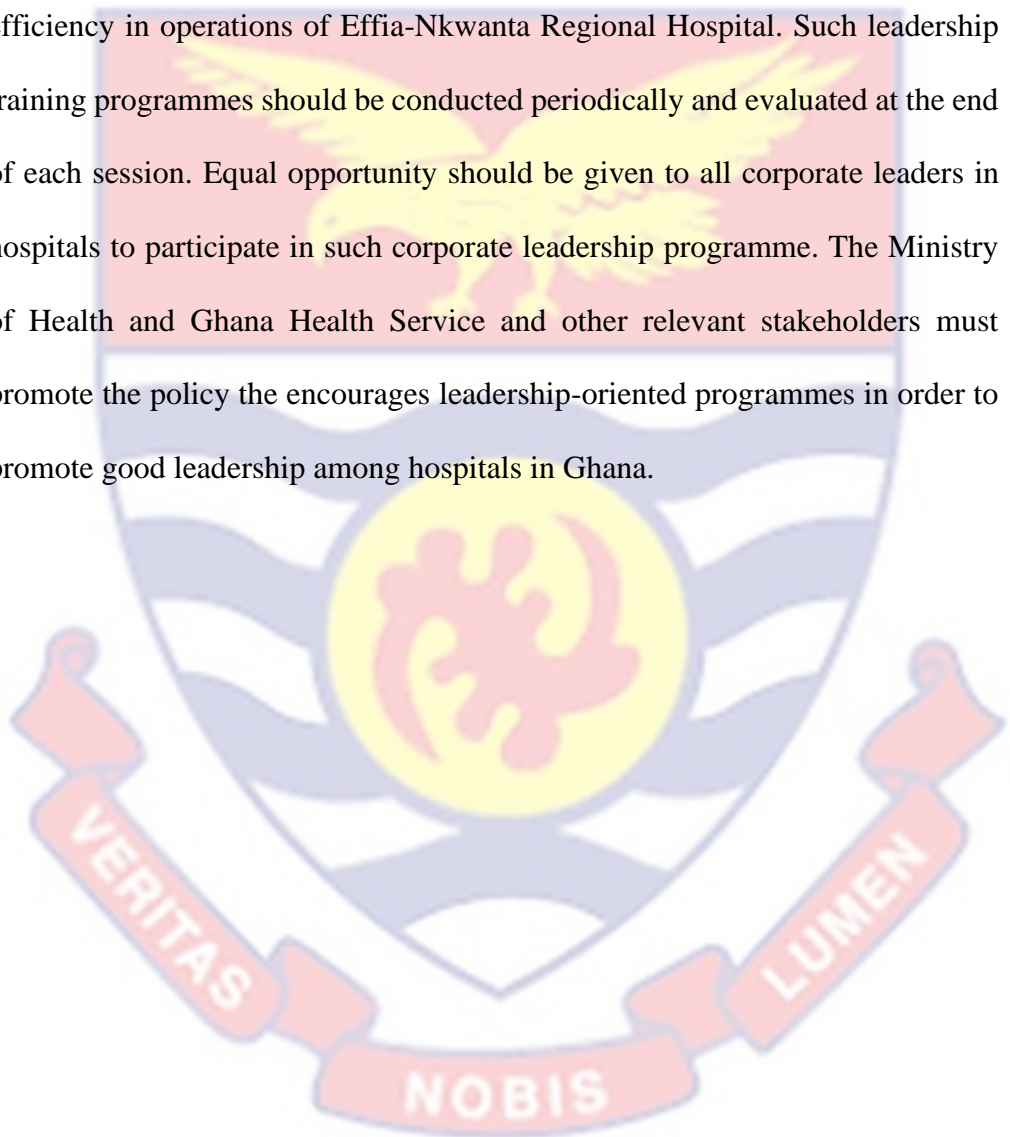 efficiency in operations of Effia-Nkwanta Regional Hospital. Such leadership
training programmes should be conducted periodically and evaluated at the end
of each session. Equal opportunity should be given to all corporate leaders in
hospitals to participate in such corporate leadership programme. The Ministry
of Health and Ghana Health Service and other relevant stakeholders must
promote the policy the encourages leadership-oriented programmes in order to
promote good leadership among hospitals in Ghana.
VERITAS
NOBIS
LUMEN